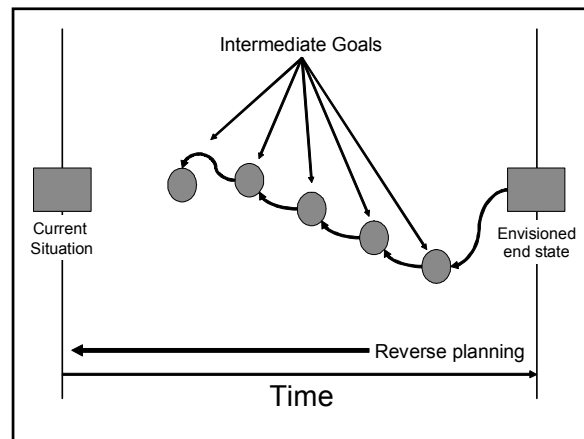 Intermediate Goals
Current
Situation
Envisioned
end state
Reverse planning
Time